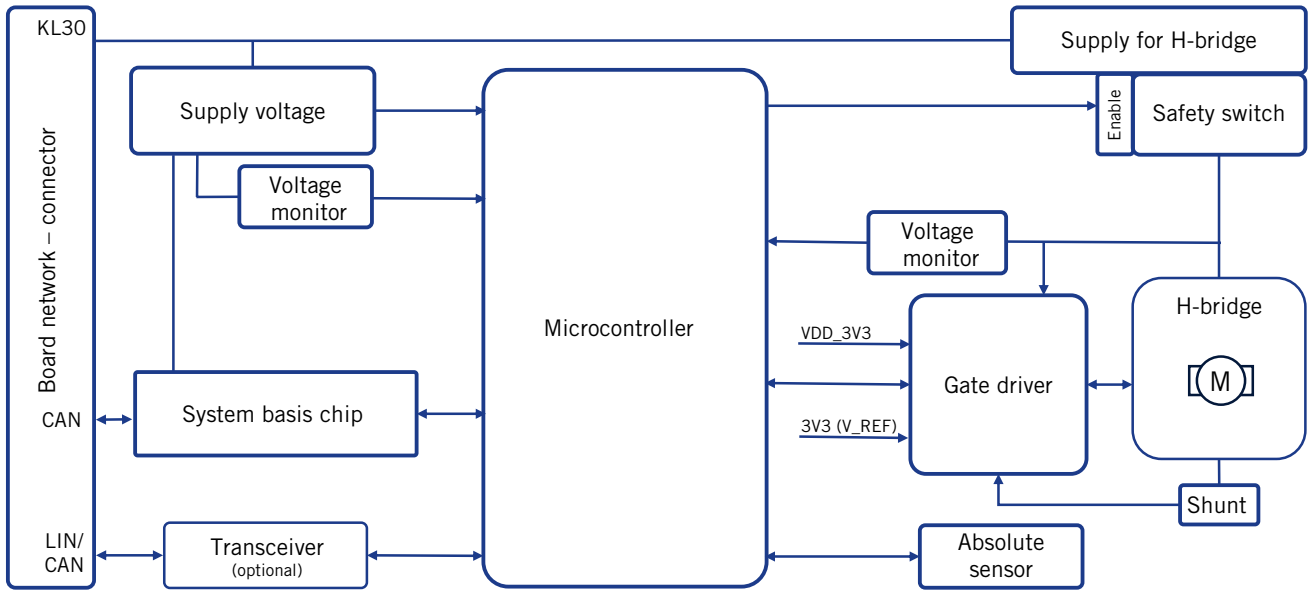 KL30
Board network – connector
CAN
LIN/
CAN
Supply voltage
Voltage
monitor
System basis chip
Transceiver
(optional)
Microcontroller
Supply for H-bridge
Enable
Safety switch
Voltage
monitor
VDD_3V3
Gate driver
3V3 (V_REF)
H-bridge
M
Shunt
Absolute
sensor